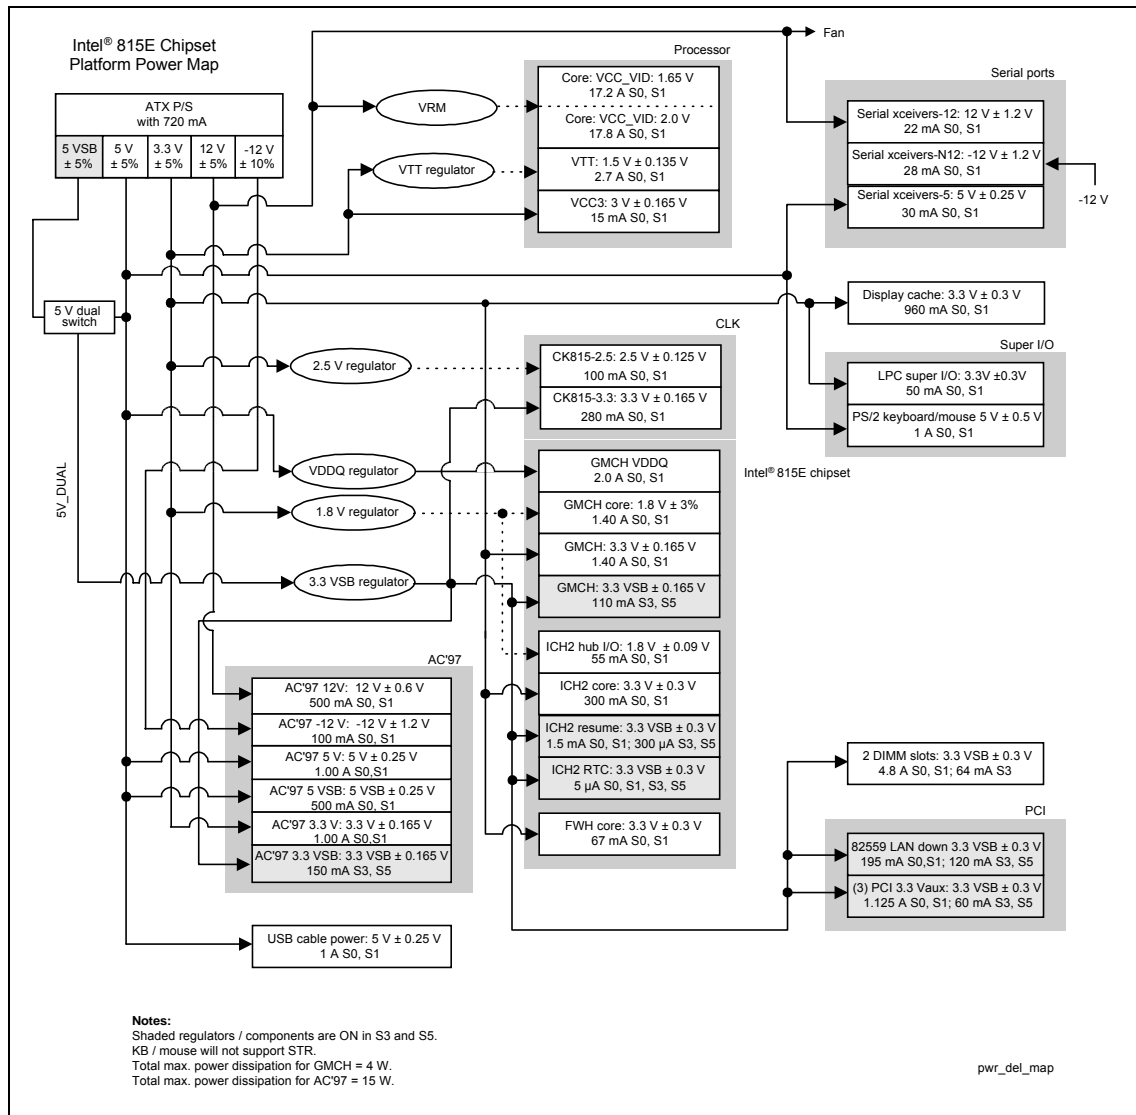 Intel® 815E Chipset
Platform Power Map
ATX P/S
with 720 mA
5 VSB
± 5%
5 V
± 5%
3.3 V
± 5%
12 V
± 5%
-12 V
± 10%
Fan
Processor
VRM
Core: VCC_VID: 1.65 V
17.2 A S0, S1
Core: VCC_VID: 2.0 V
17.8 A S0, S1
VTT regulator
VTT: 1.5 V ± 0.135 V
2.7 A S0, S1
VCC3: 3 V ± 0.165 V
15 mA S0, S1
Serial ports
Serial xceivers-12: 12 V ± 1.2 V
22 mA S0, S1
Serial xceivers-N12: -12 V ± 1.2 V
28 mA S0, S1
Serial xceivers-5: 5 V ± 0.25 V
30 mA S0, S1
-12 V
5 V dual
switch
Display cache: 3.3 V ± 0.3 V
960 mA S0, S1
CLK
2.5 V regulator
CK815-2.5: 2.5 V ± 0.125 V
100 mA S0, S1
CK815-3.3: 3.3 V ± 0.165 V
280 mA S0, S1
Super I/O
LPC super I/O: 3.3V ±0.3V
50 mA S0, S1
PS/2 keyboard/mouse 5 V ± 0.5 V
1 A S0, S1
5V_DUAL
VDDQ regulator
1.8 V regulator
3.3 VSB regulator
Intel® 815E chipset
GMCH VDDQ
2.0 A S0, S1
GMCH core: 1.8 V ± 3%
1.40 A S0, S1
GMCH: 3.3 V ± 0.165 V
1.40 A S0, S1
GMCH: 3.3 VSB ± 0.165 V
110 mA S3, S5
ICH2 hub I/O: 1.8 V ± 0.09 V
55 mA S0, S1
ICH2 core: 3.3 V ± 0.3 V
300 mA S0, S1
ICH2 resume: 3.3 VSB ± 0.3 V
1.5 mA S0, S1; 300 µA S3, S5
ICH2 RTC: 3.3 VSB ± 0.3 V
5 µA S0, S1, S3, S5
FWH core: 3.3 V ± 0.3 V
67 mA S0, S1
AC'97
AC'97 12V: 12 V ± 0.6 V
500 mA S0, S1
AC'97 -12 V: -12 V ± 1.2 V
100 mA S0, S1
AC'97 5 V: 5 V ± 0.25 V
1.00 A S0,S1
AC'97 5 VSB: 5 VSB ± 0.25 V
500 mA S0, S1
AC'97 3.3 V: 3.3 V ± 0.165 V
1.00 A S0,S1
AC'97 3.3 VSB: 3.3 VSB ± 0.165 V
150 mA S3, S5
2 DIMM slots: 3.3 VSB ± 0.3 V
4.8 A S0, S1; 64 mA S3
PCI
82559 LAN down 3.3 VSB ± 0.3 V
195 mA S0,S1; 120 mA S3, S5
(3) PCI 3.3 Vaux: 3.3 VSB ± 0.3 V
1.125 A S0, S1; 60 mA S3, S5
USB cable power: 5 V ± 0.25 V
1 A S0, S1
Notes:
Shaded regulators / components are ON in S3 and S5.
KB / mouse will not support STR.
Total max. power dissipation for GMCH = 4 W.
Total max. power dissipation for AC'97 = 15 W.
pwr_del_map